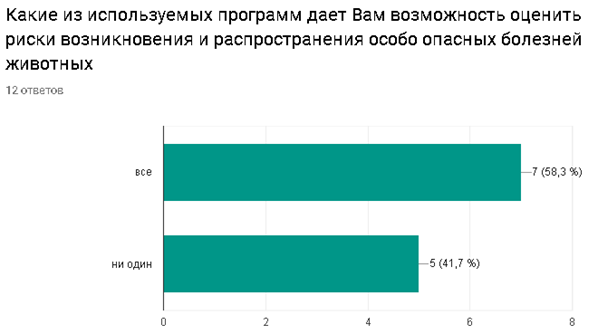 Какие из используемых программ дает Вам возможность оценить
риски возникновения и распространения особо опасных болезней
животных
12 ответов
все
7 (58,3 %)
ни один
5 (41,7 %)
0 2 4 6 8